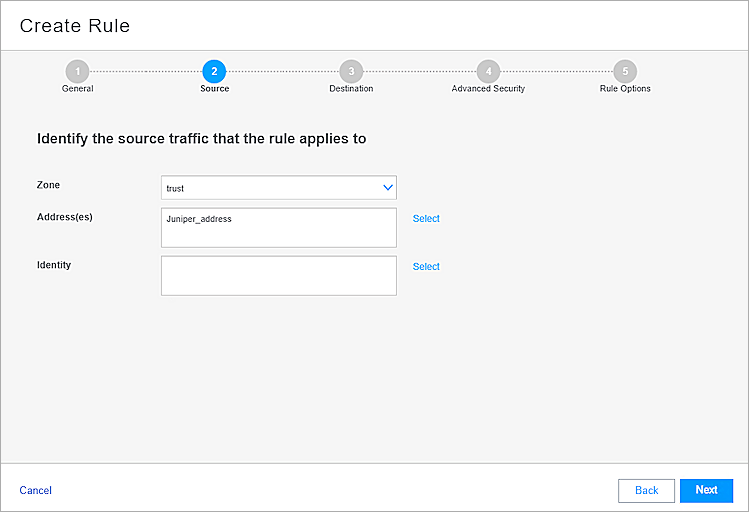 Create Rule
1 2 3 4 5
General Source Destination Advanced Security Rule Options
Identify the source traffic that the rule applies to
Zone trust
Address(es) Juniper_address Select
Identity Select
Cancel Back Next